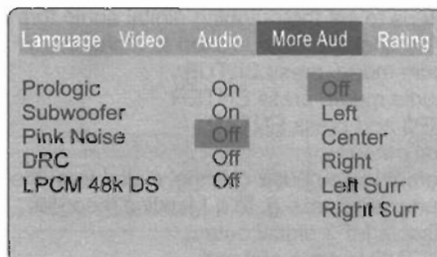 Language Video Audio More Aud Rating
Prologic On Off
Subwoofer On Left
Pink Noise Off Center
DRC Off Right
LPCM 48k DS Off Left Surr
Right Surr